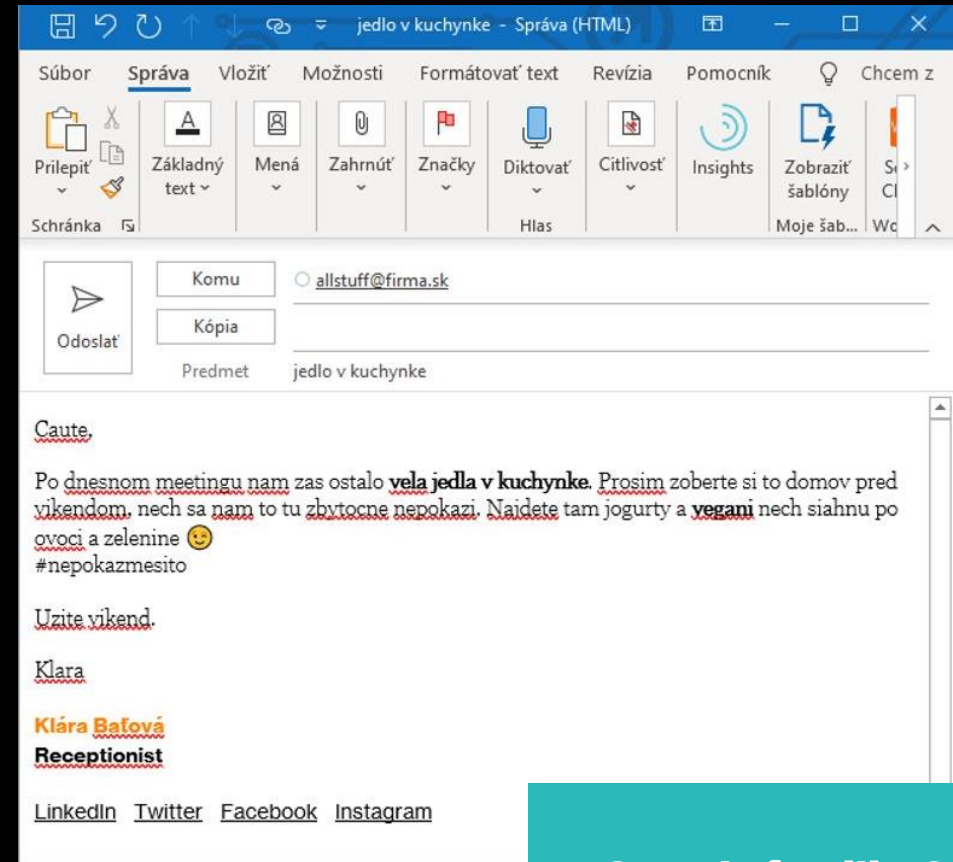 jedlo v kuchynke - Správa (HTML)
Súbor Správa Vložiť Možnosti Formátovať text Revízia Pomocník Chcem z
Prilepiť Základný text Mená Zahrnúť Značky Diktovať Citlivosť Insights Zobraziť šablóny
Schránka Hlas Moje šab...
Komu allstuff@firma.sk
Kópia
Odoslať
Predmet jedlo v kuchynke
Caute,
Po dnesnom meetingu nam zas ostalo vela jedla v kuchynke. Prosim zoberte si to domov pred
vikendom, nech sa nam to tu zbytocne nepokazi. Najdete tam jogurty a vegani nech siahnu po
ovoci a zelenine 😉
#nepokazmesito
Uzite vikend.
Klara
Klára Baťová
Receptionist
LinkedIn Twitter Facebook Instagram